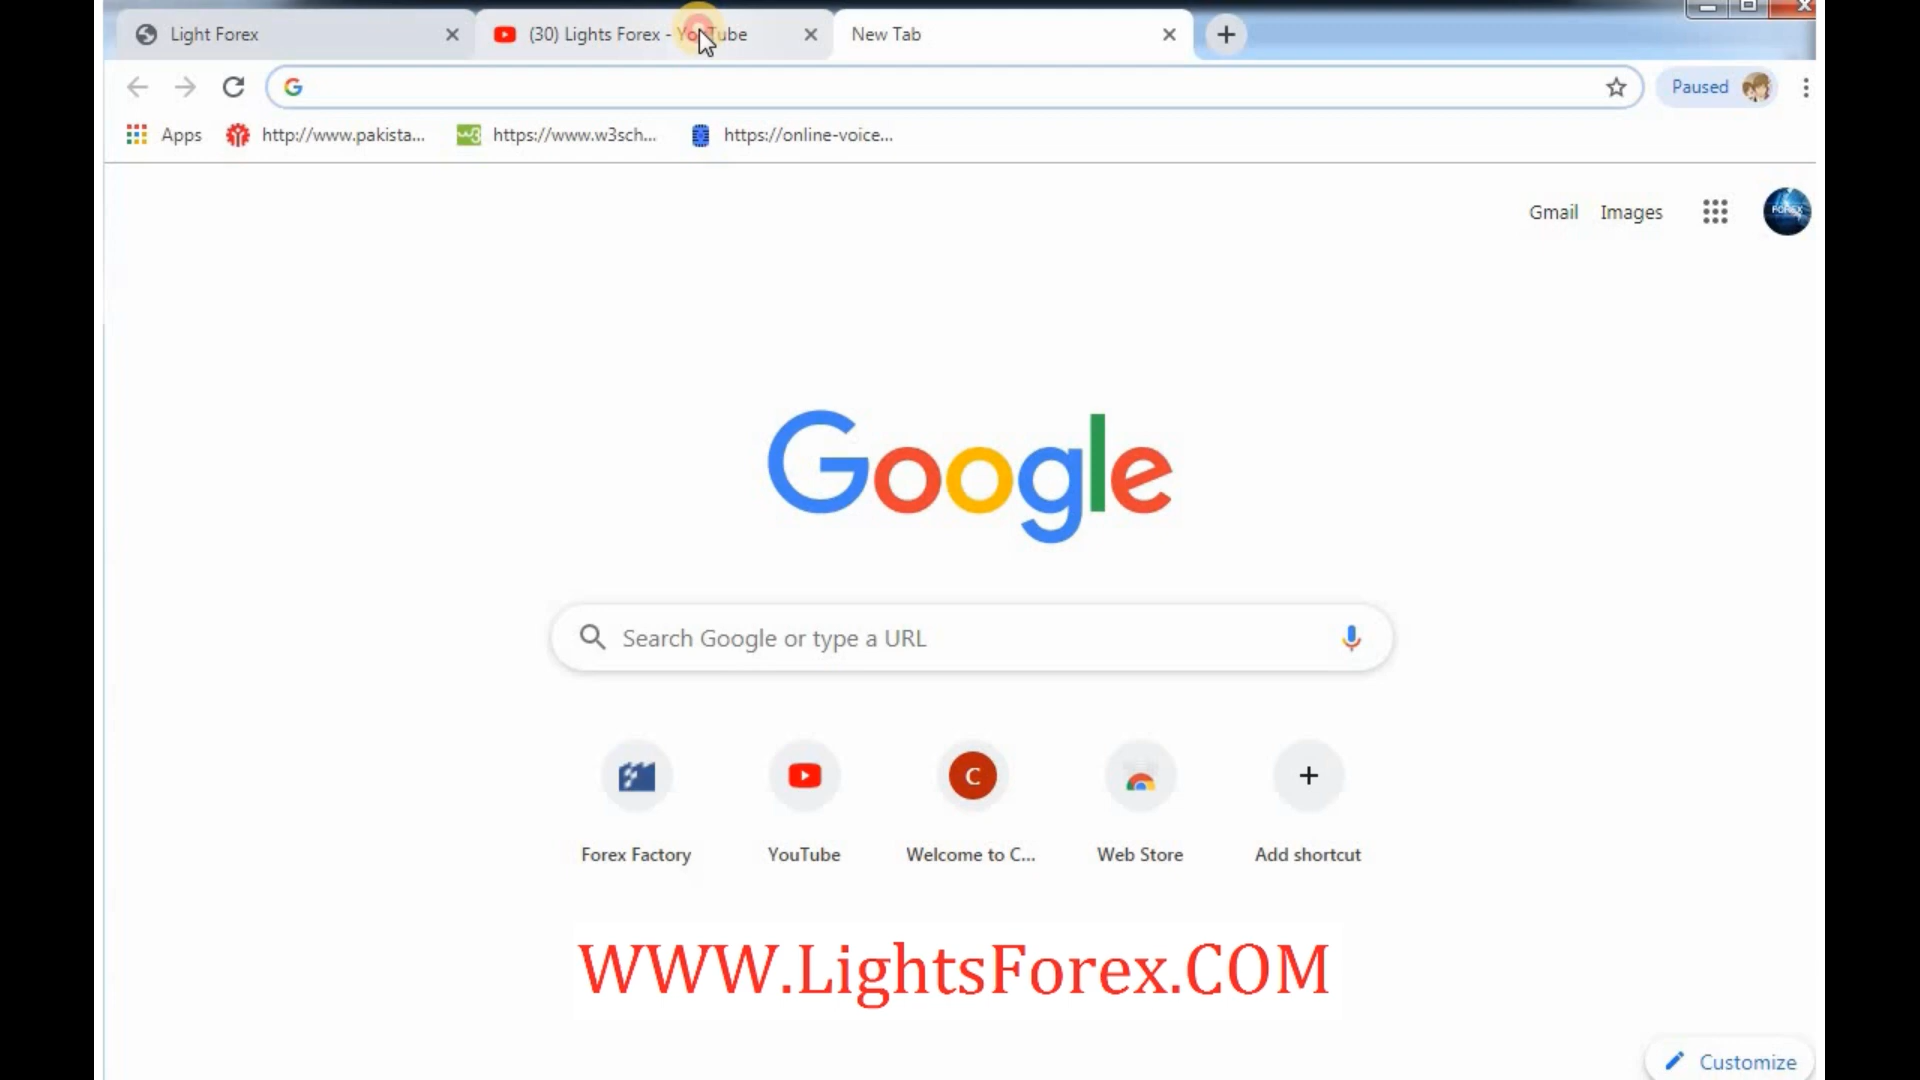 Light Forex
(30) Lights Forex - YouTube
New Tab
Paused
Apps
http://www.pakista...
https://www.w3sch...
https://online-voice...
Gmail
Images
FOREX
Google
Search Google or type a URL
C
Forex Factory
YouTube
Welcome to C...
Web Store
Add shortcut
WWW.LightsForex.COM
Customize